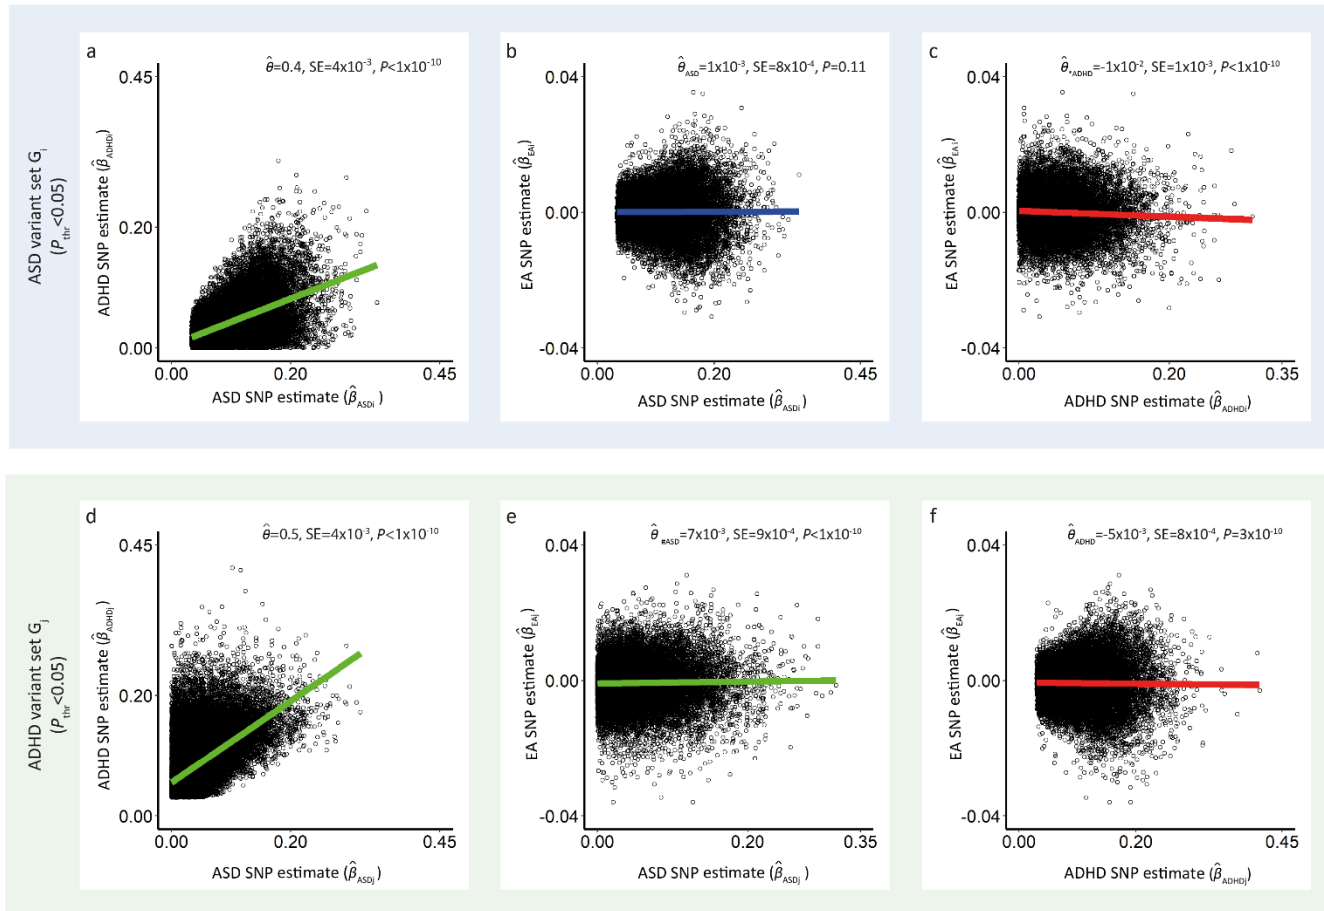 ASD variant set Gᵢ
(P_thr<0.05)
a
θ̂=0.4, SE=4x10⁻³, P<1x10⁻¹⁰
ADHD SNP estimate (β̂_ADHDi)
0.45
0.20
0.00
0.00 0.20 0.45
ASD SNP estimate (β̂_ASDi)
b
θ̂_ASD=1x10⁻³, SE=8x10⁻⁴, P=0.11
EA SNP estimate (β̂_EAi)
0.04
0.00
-0.04
0.00 0.20 0.45
ASD SNP estimate (β̂_ASDi)
c
θ̂_*ADHD=-1x10⁻², SE=1x10⁻³, P<1x10⁻¹⁰
EA SNP estimate (β̂_EAi)
0.04
0.00
-0.04
0.00 0.20 0.35
ADHD SNP estimate (β̂_ADHDi)
ADHD variant set Gⱼ
(P_thr<0.05)
d
θ̂=0.5, SE=4x10⁻³, P<1x10⁻¹⁰
ADHD SNP estimate (β̂_ADHDj)
0.45
0.20
0.00
0.00 0.20 0.45
ASD SNP estimate (β̂_ASDj)
e
θ̂_#ASD=7x10⁻³, SE=9x10⁻⁴, P<1x10⁻¹⁰
EA SNP estimate (β̂_EAj)
0.04
0.00
-0.04
0.00 0.20 0.35
ASD SNP estimate (β̂_ASDj)
f
θ̂_ADHD=-5x10⁻³, SE=8x10⁻⁴, P=3x10⁻¹⁰
EA SNP estimate (β̂_EAj)
0.04
0.00
-0.04
0.00 0.20 0.45
ADHD SNP estimate (β̂_ADHDj)